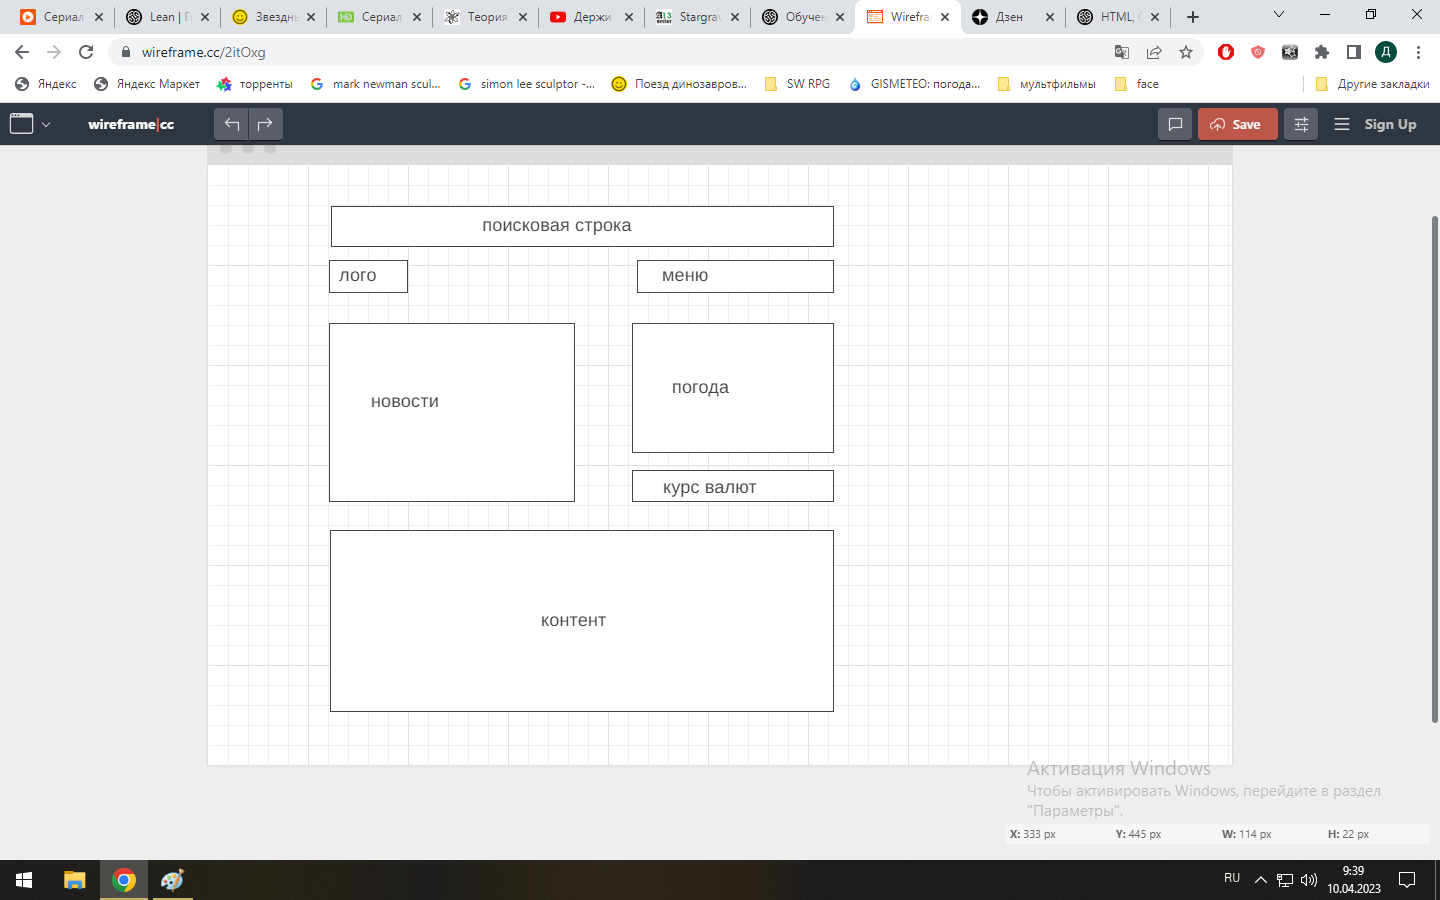 Сериал
Lean | Г
Звездн
Сериал
Теория
Держи
Stargrav
Обучен
Wirefra
Дзен
HTML, C
wireframe.cc/2itOxg
Д
Яндекс
Яндекс Маркет
торренты
mark newman scul...
simon lee sculptor -...
Поезд динозавров...
SW RPG
GISMETEO: погода...
мультфильмы
face
Другие закладки
wireframe|cc
Save
Sign Up
поисковая строка
лого
меню
новости
погода
курс валют
контент
Активация Windows
Чтобы активировать Windows, перейдите в раздел
"Параметры".
X: 333 px
Y: 445 px
W: 114 px
H: 22 px
RU
9:39
10.04.2023